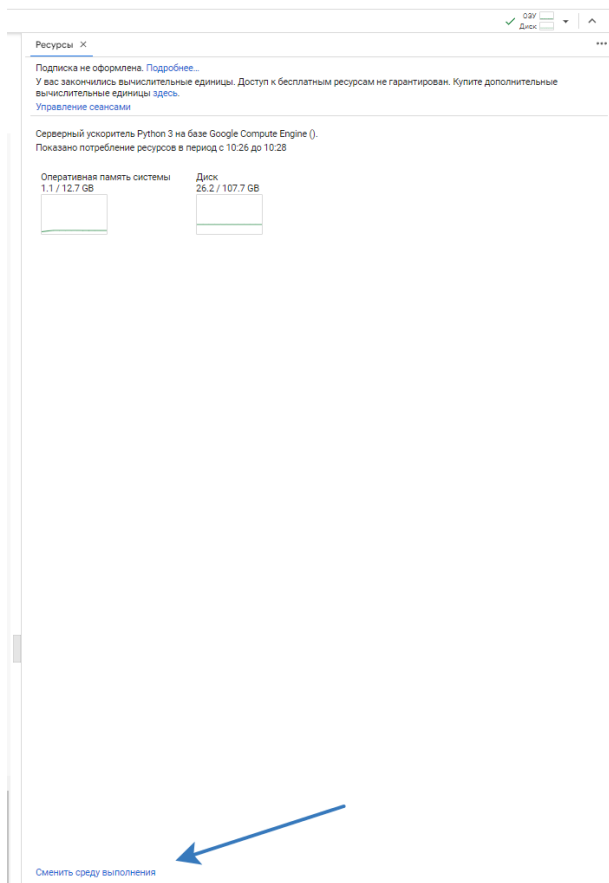 ОЗУ
Диск
Ресурсы
Подписка не оформлена. Подробнее...
У вас закончились вычислительные единицы. Доступ к бесплатным ресурсам не гарантирован. Купите дополнительные
вычислительные единицы здесь.
Управление сеансами
Серверный ускоритель Python 3 на базе Google Compute Engine ().
Показано потребление ресурсов в период с 10:26 до 10:28
Оперативная память системы Диск
1.1 / 12.7 GB 26.2 / 107.7 GB
Сменить среду выполнения